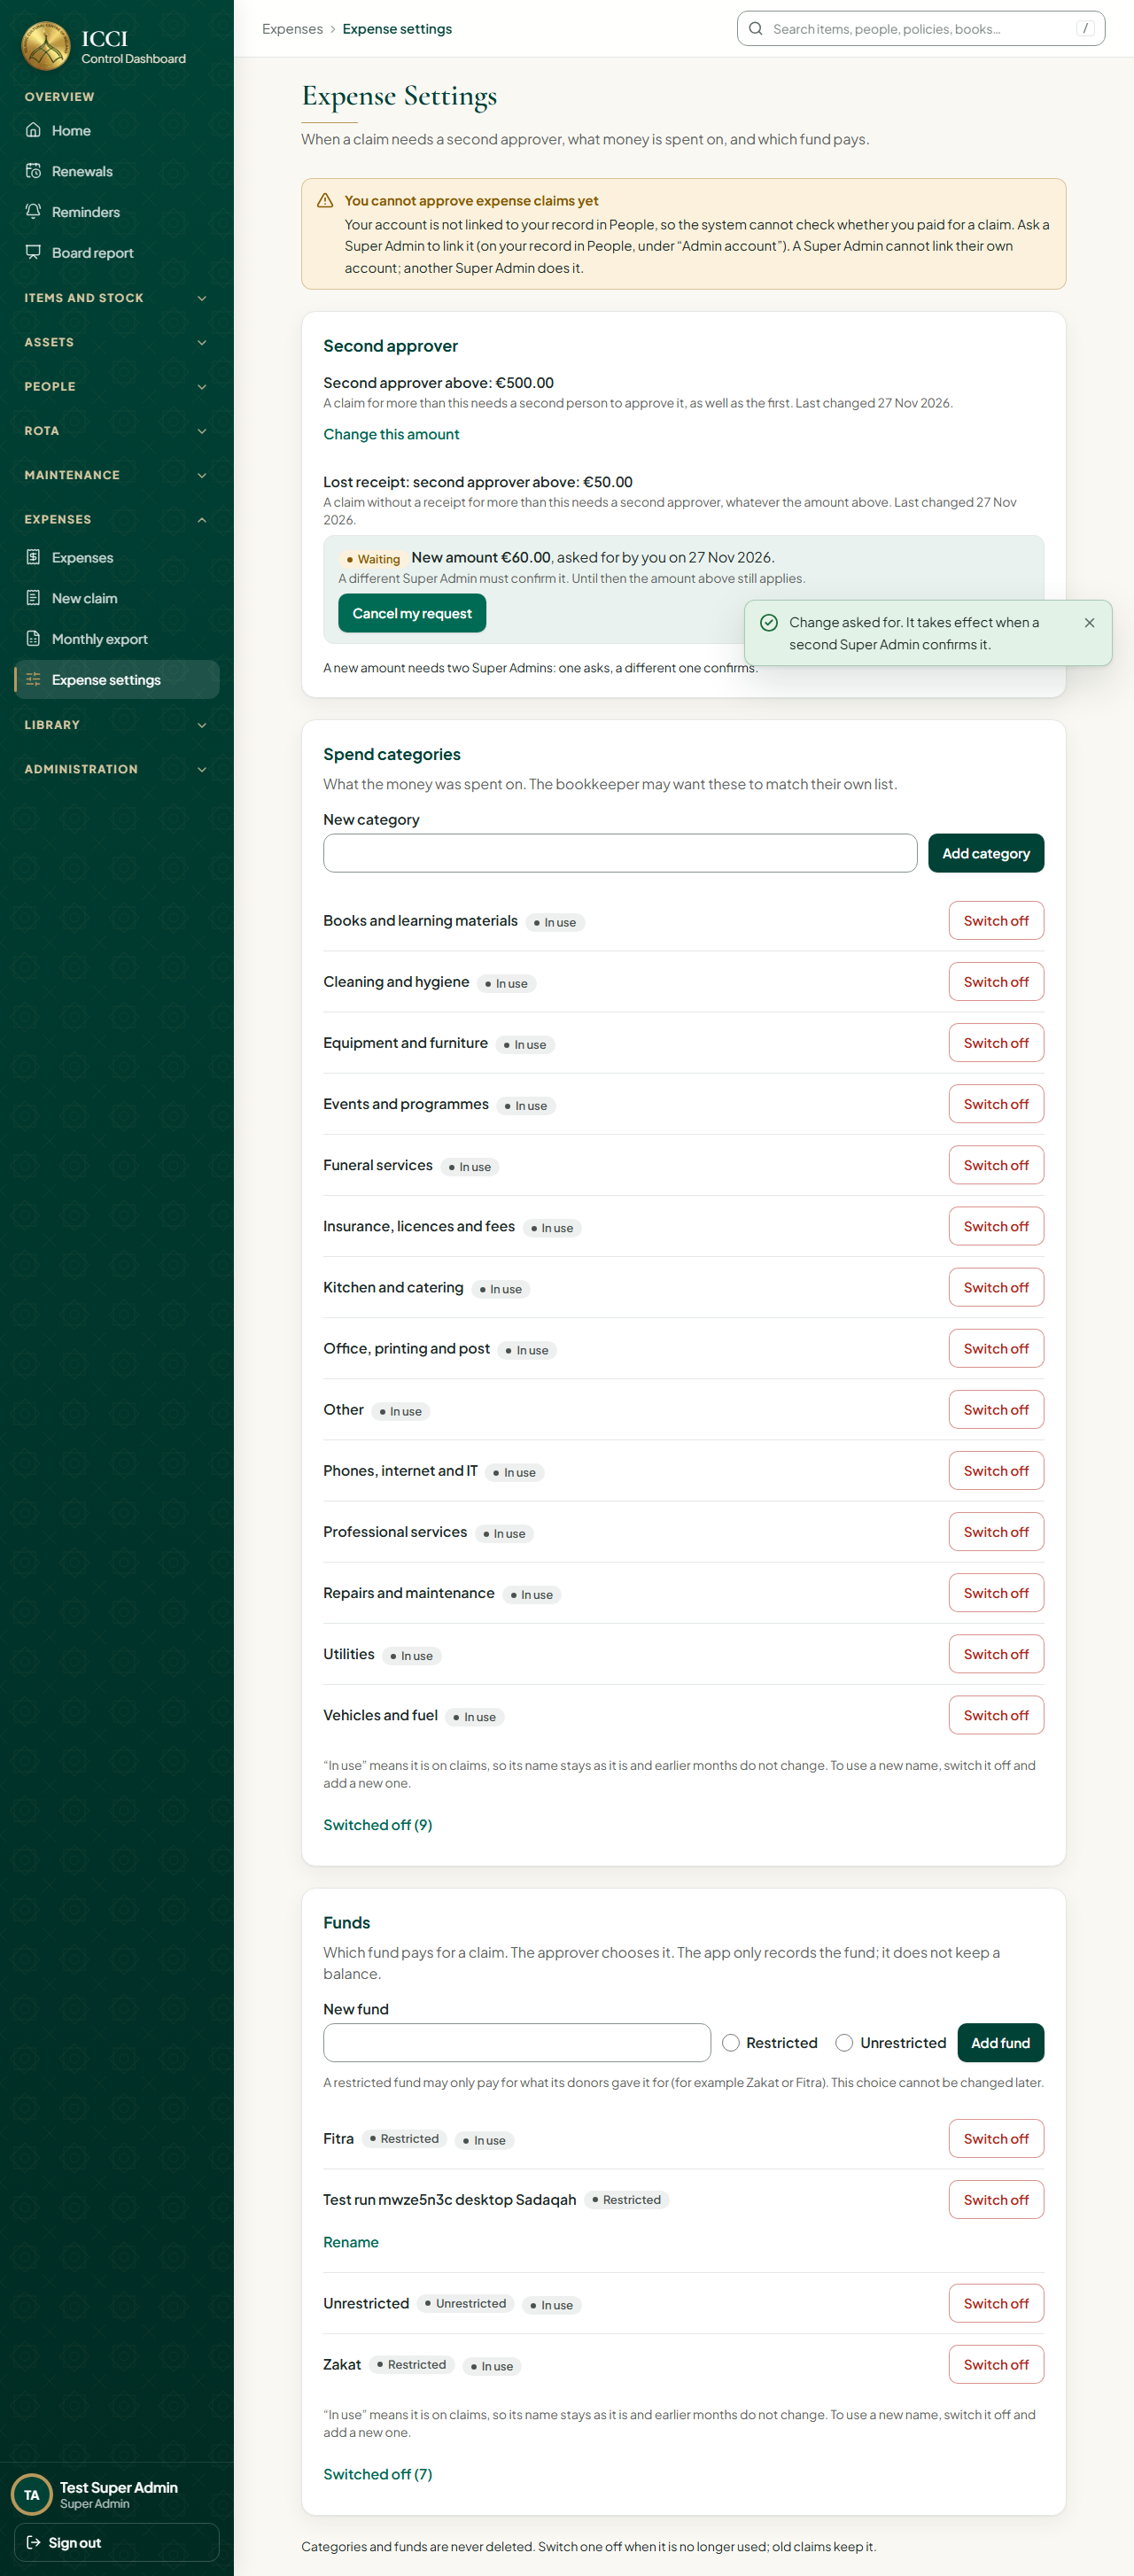 ICCI
Control Dashboard
OVERVIEW
Home
Renewals
Reminders
Board report
ITEMS AND STOCK
ASSETS
PEOPLE
ROTA
MAINTENANCE
EXPENSES
Expenses
New claim
Monthly export
Expense settings
LIBRARY
ADMINISTRATION
TA
Test Super Admin
Super Admin
Sign out
Expenses > Expense settings
Search items, people, policies, books... /
Expense Settings
When a claim needs a second approver, what money is spent on, and which fund pays.
You cannot approve expense claims yet
Your account is not linked to your record in People, so the system cannot check whether you paid for a claim. Ask a
Super Admin to link it (on your record in People, under “Admin account”). A Super Admin cannot link their own
account; another Super Admin does it.
Second approver
Second approver above: €500.00
A claim for more than this needs a second person to approve it, as well as the first. Last changed 27 Nov 2026.
Change this amount
Lost receipt: second approver above: €50.00
A claim without a receipt for more than this needs a second approver, whatever the amount above. Last changed 27 Nov
2026.
Waiting New amount €60.00, asked for by you on 27 Nov 2026.
A different Super Admin must confirm it. Until then the amount above still applies.
Cancel my request
Change asked for. It takes effect when a
second Super Admin confirms it.
A new amount needs two Super Admins: one asks, a different one confirms.
Spend categories
What the money was spent on. The bookkeeper may want these to match their own list.
New category
Add category
Books and learning materials In use Switch off
Cleaning and hygiene In use Switch off
Equipment and furniture In use Switch off
Events and programmes In use Switch off
Funeral services In use Switch off
Insurance, licences and fees In use Switch off
Kitchen and catering In use Switch off
Office, printing and post In use Switch off
Other In use Switch off
Phones, internet and IT In use Switch off
Professional services In use Switch off
Repairs and maintenance In use Switch off
Utilities In use Switch off
Vehicles and fuel In use Switch off
“In use” means it is on claims, so its name stays as it is and earlier months do not change. To use a new name, switch it off and
add a new one.
Switched off (9)
Funds
Which fund pays for a claim. The approver chooses it. The app only records the fund; it does not keep a
balance.
New fund
Restricted Unrestricted Add fund
A restricted fund may only pay for what its donors gave it for (for example Zakat or Fitra). This choice cannot be changed later.
Fitra Restricted In use Switch off
Test run mwze5n3c desktop Sadaqah Restricted Switch off
Rename
Unrestricted Unrestricted In use Switch off
Zakat Restricted In use Switch off
“In use” means it is on claims, so its name stays as it is and earlier months do not change. To use a new name, switch it off and
add a new one.
Switched off (7)
Categories and funds are never deleted. Switch one off when it is no longer used; old claims keep it.